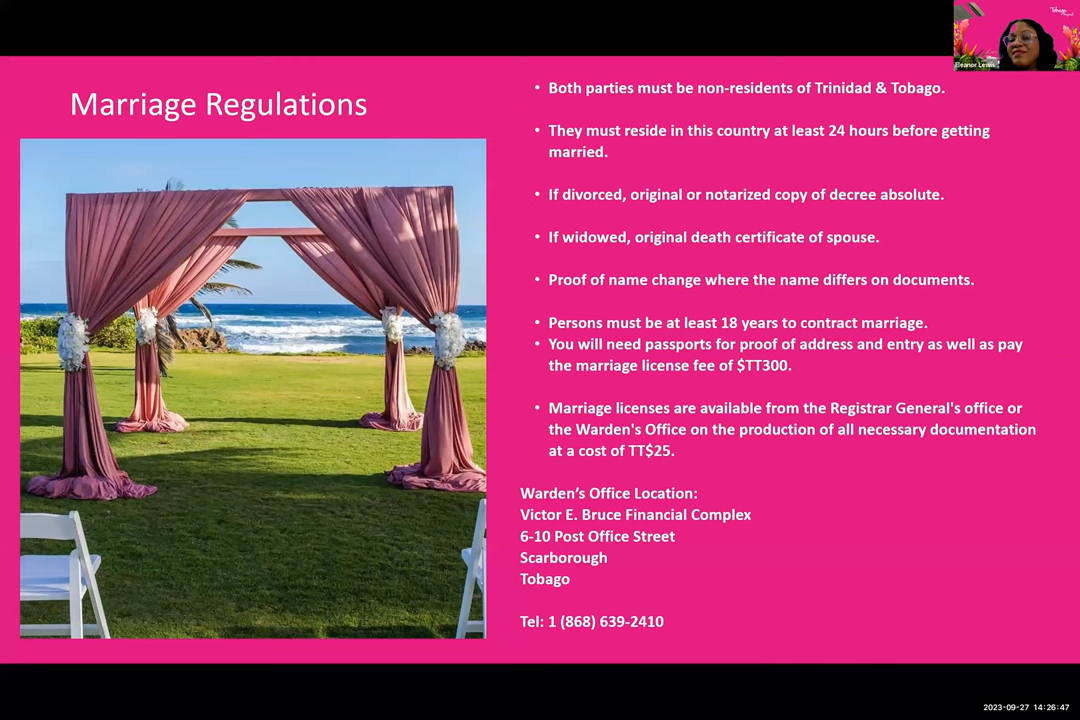 Tobago
Eleanor Lewis
Marriage Regulations
• Both parties must be non-residents of Trinidad & Tobago.
• They must reside in this country at least 24 hours before getting
married.
• If divorced, original or notarized copy of decree absolute.
• If widowed, original death certificate of spouse.
• Proof of name change where the name differs on documents.
• Persons must be at least 18 years to contract marriage.
• You will need passports for proof of address and entry as well as pay
the marriage license fee of $TT300.
• Marriage licenses are available from the Registrar General's office or
the Warden's Office on the production of all necessary documentation
at a cost of TT$25.
Warden’s Office Location:
Victor E. Bruce Financial Complex
6-10 Post Office Street
Scarborough
Tobago
Tel: 1 (868) 639-2410
2023-09-27 14:26:47